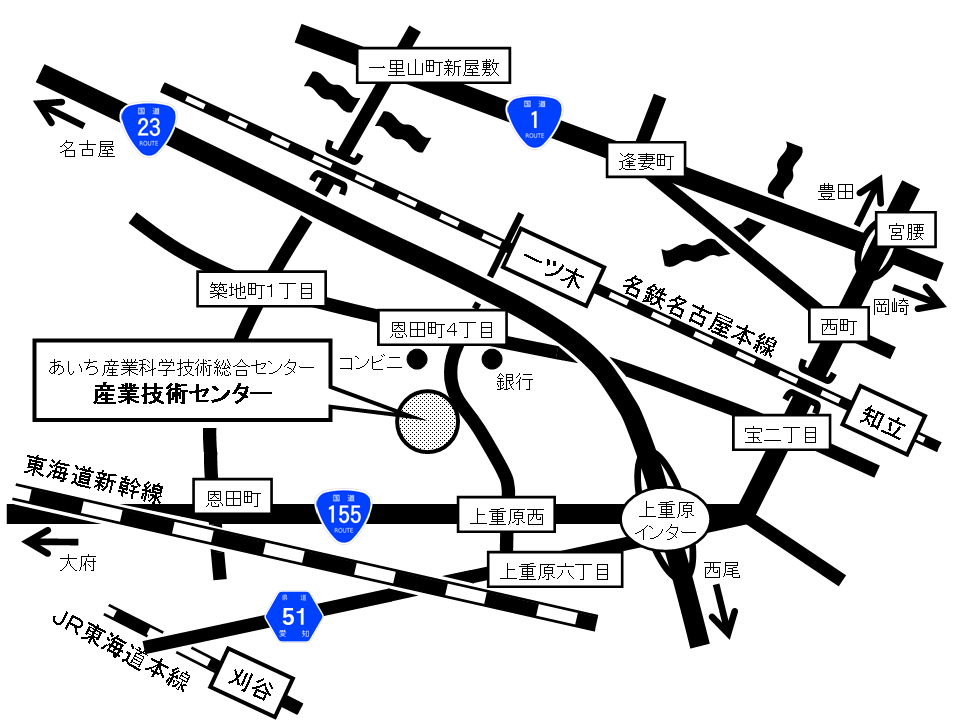 一里山町新屋敷
国道
23
ROUTE
国道
1
ROUTE
名古屋
逢妻町
豊田
宮腰
一ツ木
名鉄名古屋本線
岡崎
築地町1丁目
恩田町4丁目
西町
コンビニ
銀行
あいち産業科学技術総合センター
産業技術センター
知立
宝二丁目
東海道新幹線
恩田町
国道
155
ROUTE
上重原西
上重原
インター
大府
上重原六丁目
西尾
県道
51
愛知
JR東海道本線
刈谷